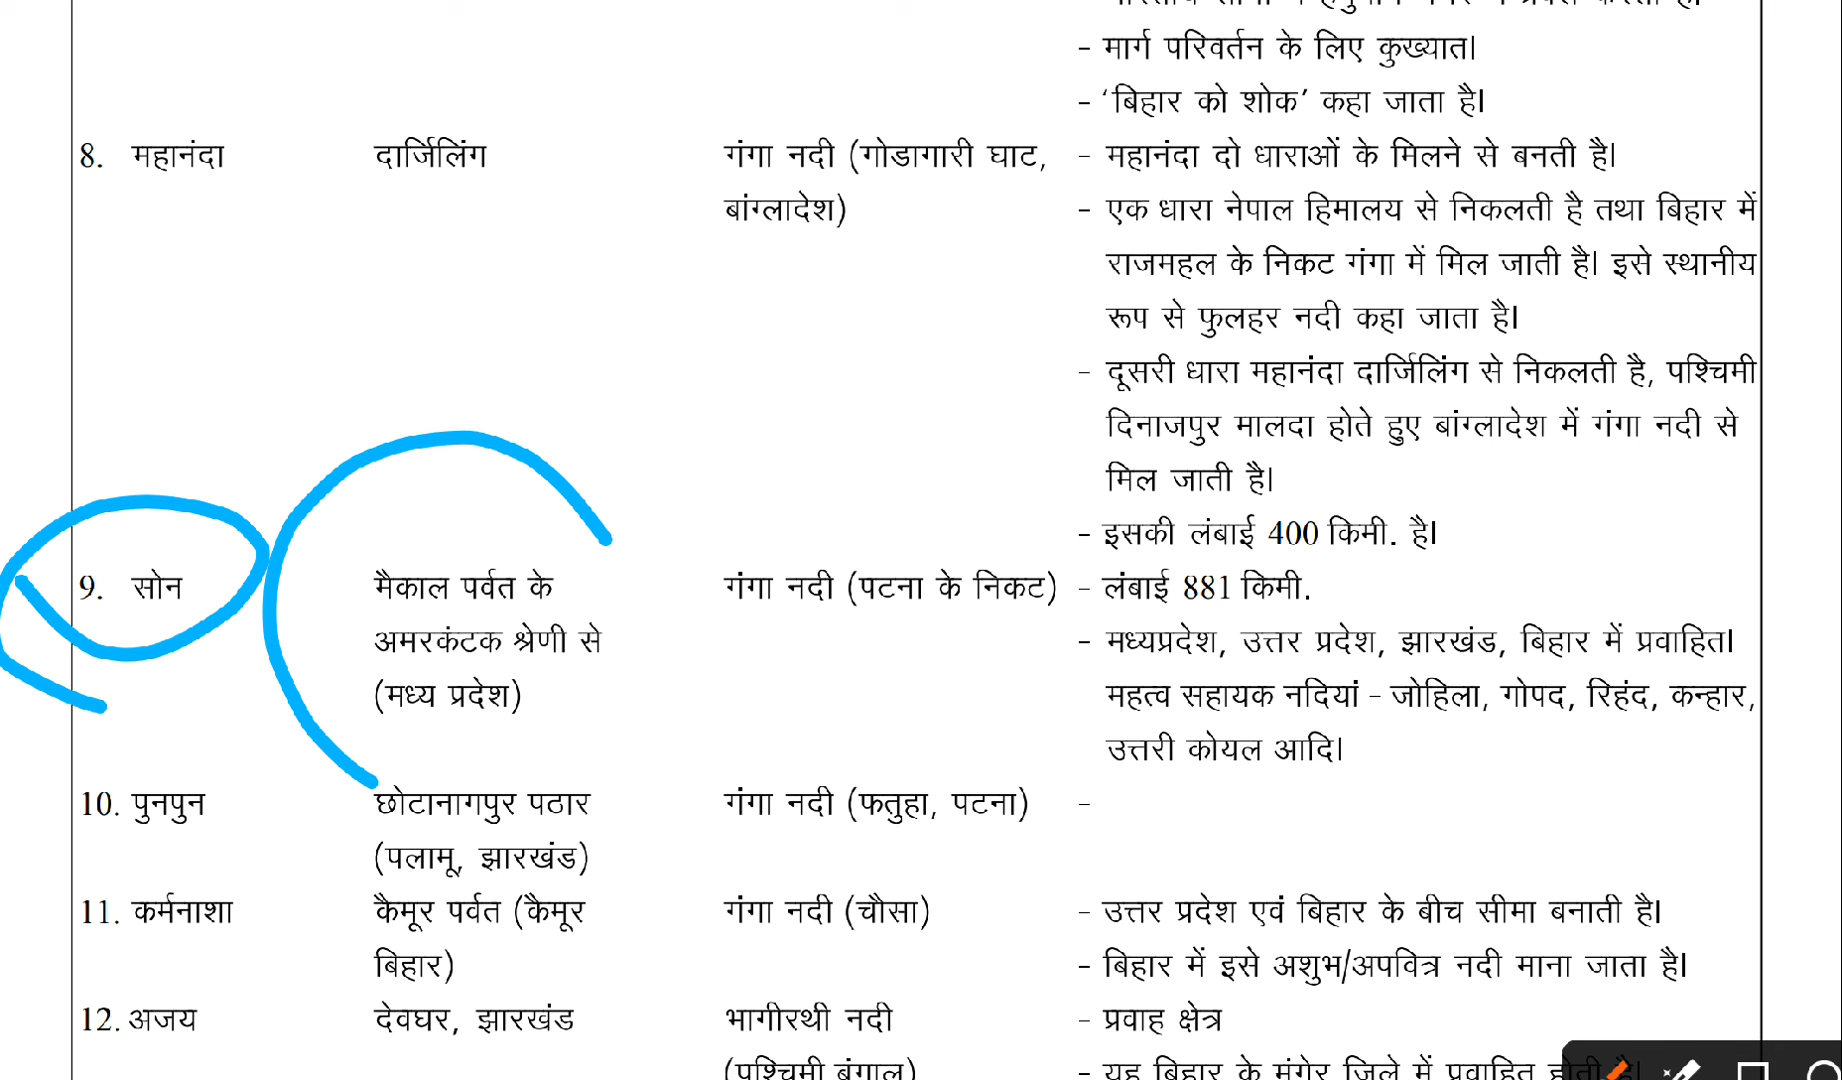 - मार्ग परिवर्तन के लिए कुख्यात।
- ‘बिहार को शोक’ कहा जाता है।
8. महानंदा दार्जिलिंग गंगा नदी (गोडागारी घाट, - महानंदा दो धाराओं के मिलने से बनती है।
बांग्लादेश) - एक धारा नेपाल हिमालय से निकलती है तथा बिहार में
राजमहल के निकट गंगा में मिल जाती है। इसे स्थानीय
रूप से फुलहर नदी कहा जाता है।
- दूसरी धारा महानंदा दार्जिलिंग से निकलती है, पश्चिमी
दिनाजपुर मालदा होते हुए बांग्लादेश में गंगा नदी से
मिल जाती है।
- इसकी लंबाई 400 किमी. है।
9. सोन मैकाल पर्वत के गंगा नदी (पटना के निकट) - लंबाई 881 किमी.
अमरकंटक श्रेणी से - मध्यप्रदेश, उत्तर प्रदेश, झारखंड, बिहार में प्रवाहित।
(मध्य प्रदेश) महत्व सहायक नदियां - जोहिला, गोपद, रिहंद, कन्हार,
उत्तरी कोयल आदि।
10. पुनपुन छोटानागपुर पठार गंगा नदी (फतुहा, पटना) -
(पलामू, झारखंड)
11. कर्मनाशा कैमूर पर्वत (कैमूर गंगा नदी (चौसा) - उत्तर प्रदेश एवं बिहार के बीच सीमा बनाती है।
बिहार) - बिहार में इसे अशुभ/अपवित्र नदी माना जाता है।
12. अजय देवघर, झारखंड भागीरथी नदी - प्रवाह क्षेत्र
(पश्चिमी बंगाल) - यह बिहार के मुंगेर जिले में प्रवाहित होती है।